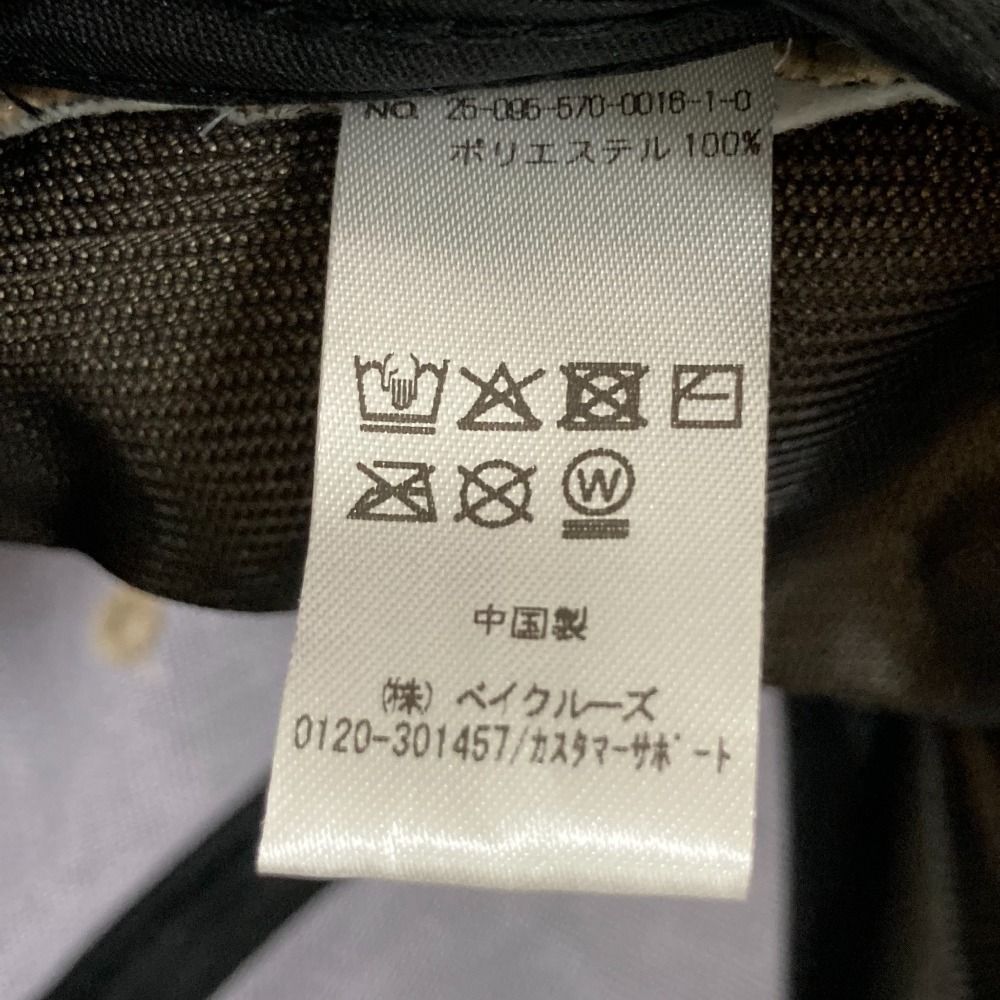 NO. 25-095-570-0016-1-0
ポリエステル 100%
W
中国製
(株) ベイクルーズ
0120-301457/カスタマーサポート